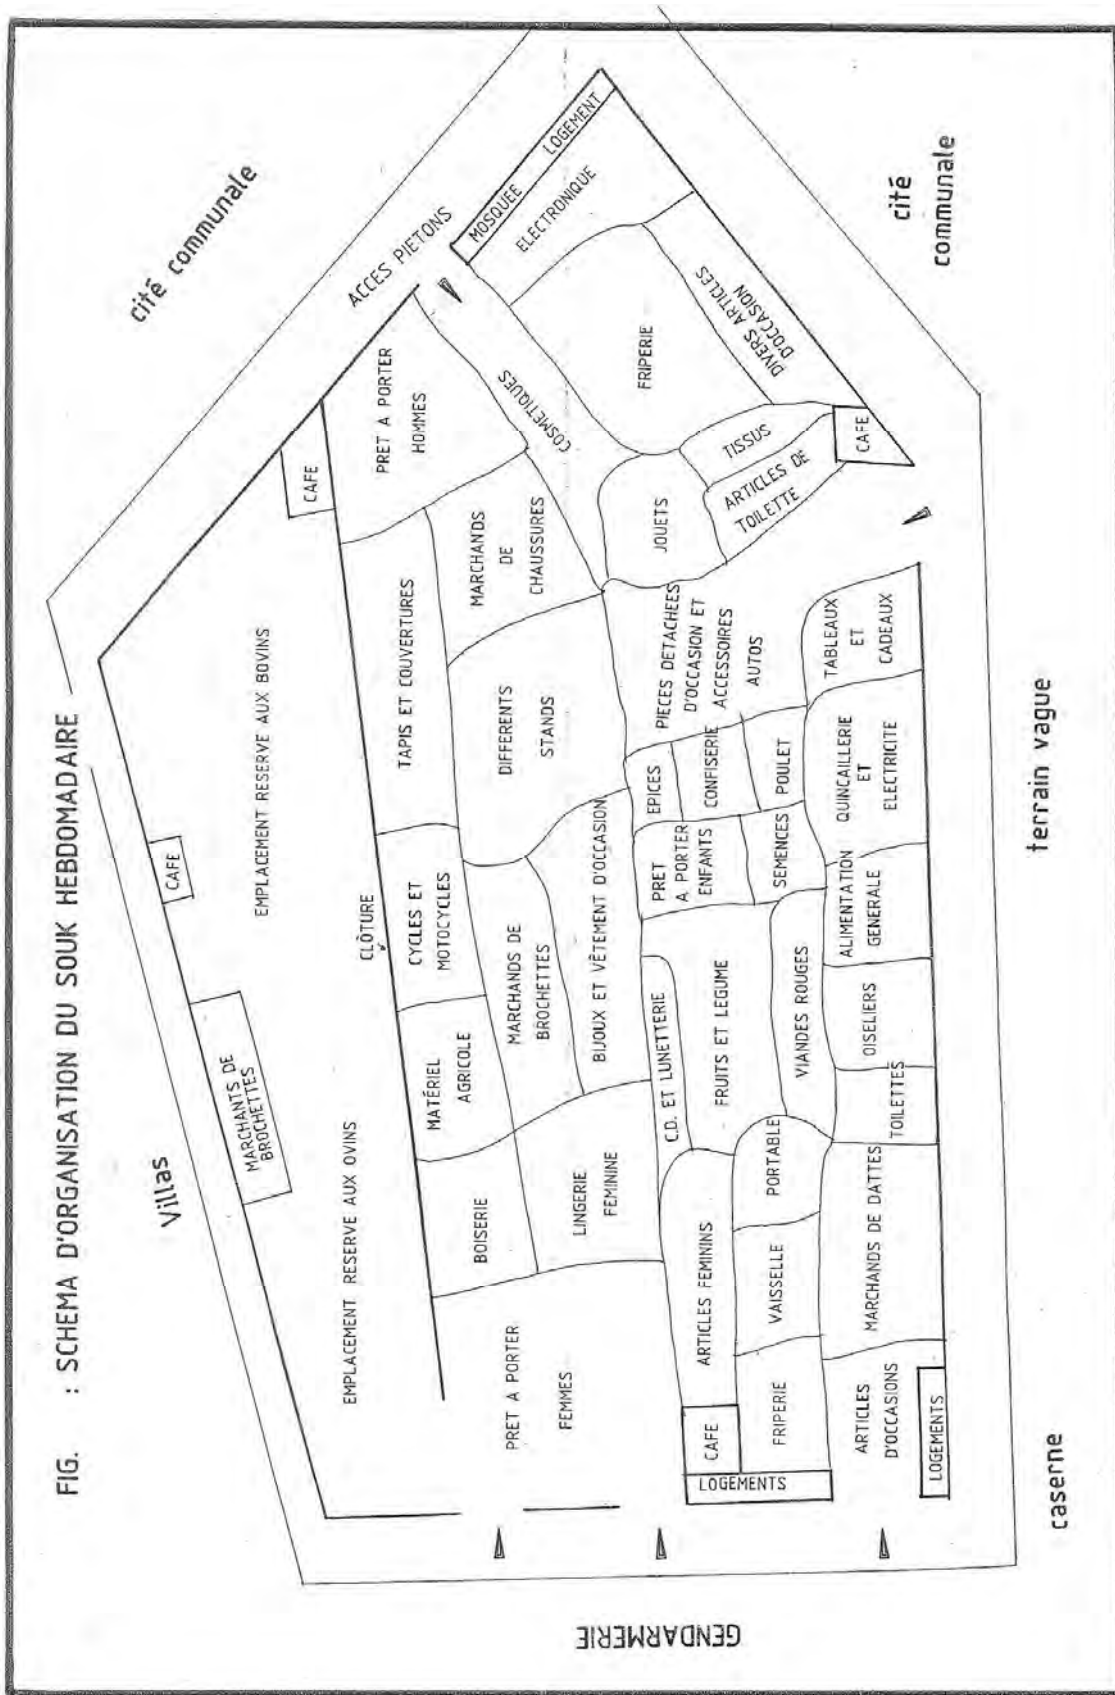 FIG.     : SCHEMA D'ORGANISATION DU SOUK HEBDOMADAIRE
Villas
cité communale
MARCHANTS DE
BROCHETTES
CAFE
EMPLACEMENT RESERVE AUX OVINS
EMPLACEMENT RESERVE AUX BOVINS
CAFE
ACCES PIETONS
CLÔTURE
PRET A PORTER
FEMMES
BOISERIE
MATÉRIEL
AGRICOLE
CYCLES ET
MOTOCYCLES
TAPIS ET COUVERTURES
PRET A PORTER
HOMMES
LINGERIE
FEMININE
MARCHANDS DE
BROCHETTES
BIJOUX ET VÊTEMENT D'OCCASION
DIFFERENTS
STANDS
MARCHANDS
DE
CHAUSSURES
COSMETIQUES
MOSQUEE
LOGEMENT
ELECTRONIQUE
FRIPERIE
DIVERS ARTICLES
D'OCCASION
JOUETS
TISSUS
ARTICLES DE
TOILETTE
CAFE
cité
communale
CAFE
LOGEMENTS
ARTICLES FEMININS
C.D. ET LUNETTERIE
PRET
A PORTER
ENFANTS
EPICES
CONFISERIE
POULET
PIECES DETACHEES
D'OCCASION ET
ACCESSOIRES
AUTOS
FRIPERIE
VAISSELLE
PORTABLE
FRUITS ET LEGUME
VIANDES ROUGES
SEMENCES
ARTICLES
D'OCCASIONS
LOGEMENTS
MARCHANDS DE DATTES
TOILETTES
OISELIERS
ALIMENTATION
GENERALE
QUINCAILLERIE
ET
ELECTRICITE
TABLEAUX
ET
CADEAUX
GENDARMERIE
caserne
terrain vague